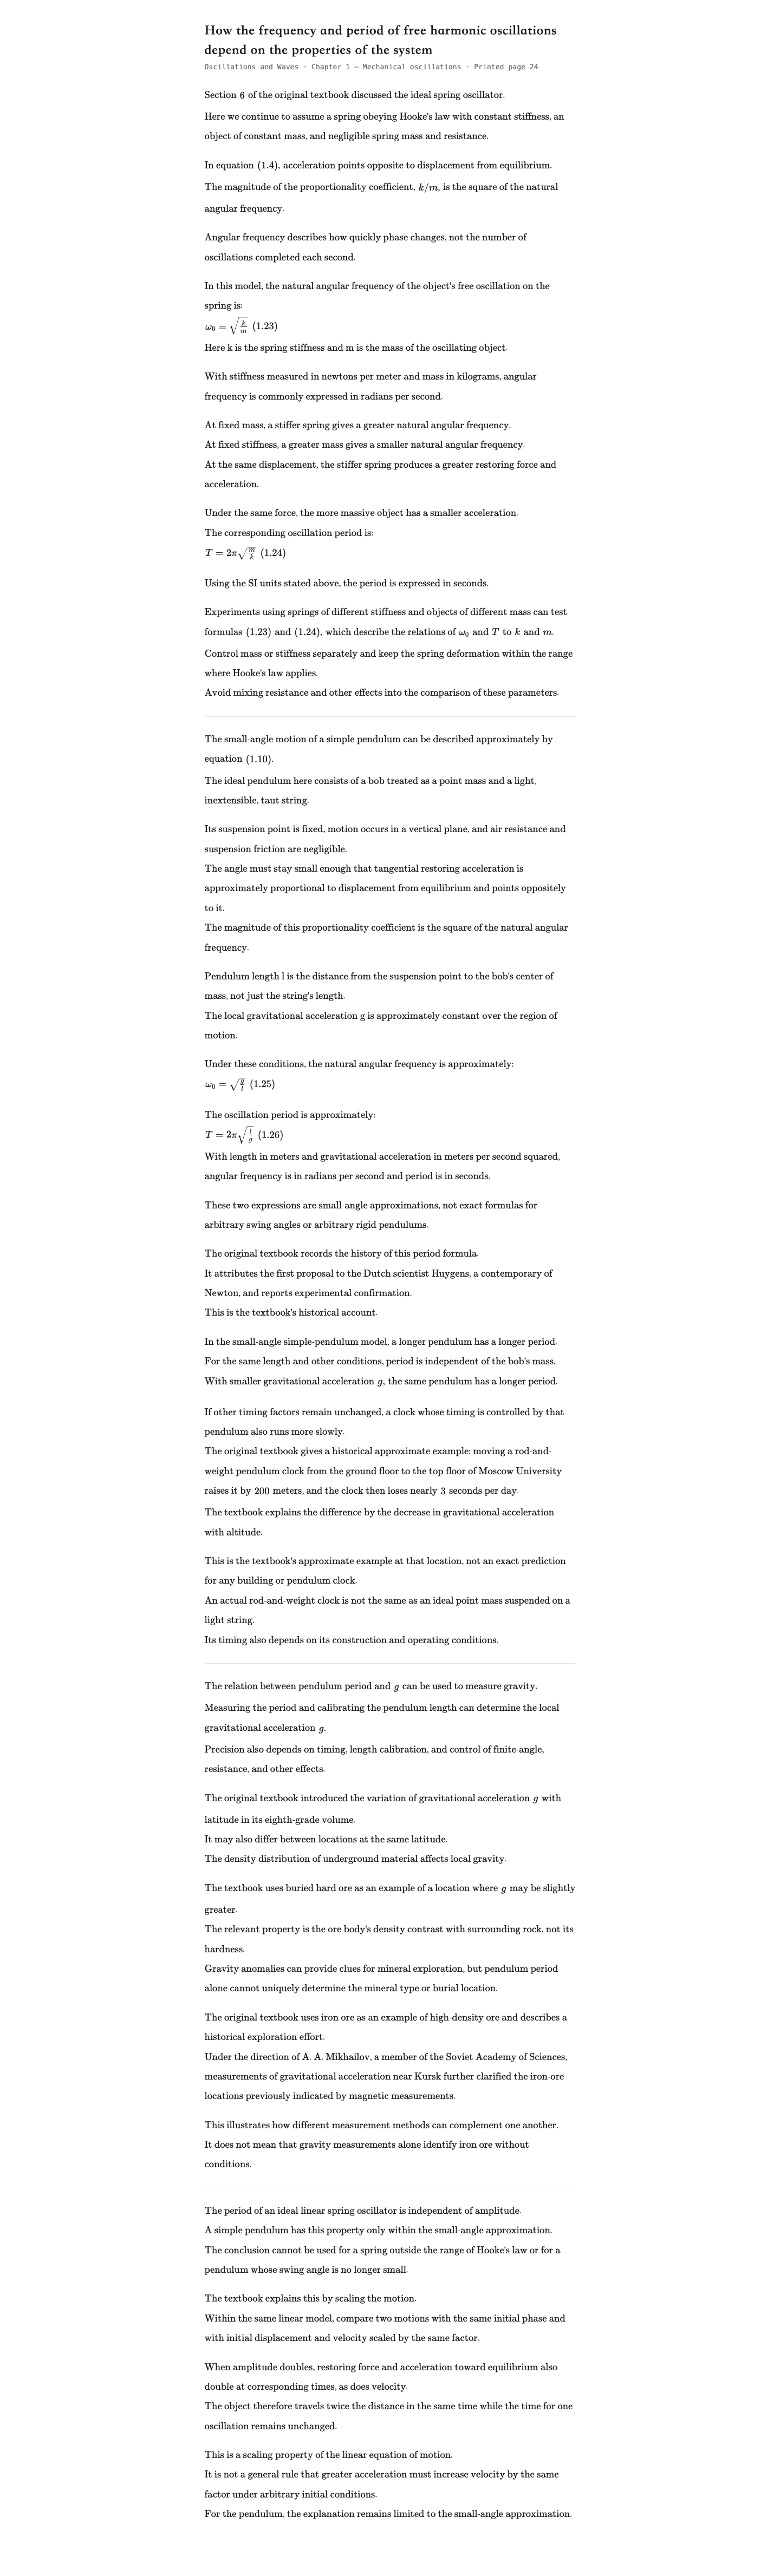 How the frequency and period of free harmonic oscillations
depend on the properties of the system
Oscillations and Waves · Chapter 1 — Mechanical oscillations · Printed page 24
Section 6 of the original textbook discussed the ideal spring oscillator.
Here we continue to assume a spring obeying Hooke's law with constant stiffness, an
object of constant mass, and negligible spring mass and resistance.
In equation (1.4), acceleration points opposite to displacement from equilibrium.
The magnitude of the proportionality coefficient, k/m, is the square of the natural
angular frequency.
Angular frequency describes how quickly phase changes, not the number of
oscillations completed each second.
In this model, the natural angular frequency of the object's free oscillation on the
spring is:
ω₀ = √(k/m) (1.23)
Here k is the spring stiffness and m is the mass of the oscillating object.
With stiffness measured in newtons per meter and mass in kilograms, angular
frequency is commonly expressed in radians per second.
At fixed mass, a stiffer spring gives a greater natural angular frequency.
At fixed stiffness, a greater mass gives a smaller natural angular frequency.
At the same displacement, the stiffer spring produces a greater restoring force and
acceleration.
Under the same force, the more massive object has a smaller acceleration.
The corresponding oscillation period is:
T = 2π√(m/k) (1.24)
Using the SI units stated above, the period is expressed in seconds.
Experiments using springs of different stiffness and objects of different mass can test
formulas (1.23) and (1.24), which describe the relations of ω₀ and T to k and m.
Control mass or stiffness separately and keep the spring deformation within the range
where Hooke's law applies.
Avoid mixing resistance and other effects into the comparison of these parameters.
The small-angle motion of a simple pendulum can be described approximately by
equation (1.10).
The ideal pendulum here consists of a bob treated as a point mass and a light,
inextensible, taut string.
Its suspension point is fixed, motion occurs in a vertical plane, and air resistance and
suspension friction are negligible.
The angle must stay small enough that tangential restoring acceleration is
approximately proportional to displacement from equilibrium and points oppositely
to it.
The magnitude of this proportionality coefficient is the square of the natural angular
frequency.
Pendulum length l is the distance from the suspension point to the bob's center of
mass, not just the string's length.
The local gravitational acceleration g is approximately constant over the region of
motion.
Under these conditions, the natural angular frequency is approximately:
ω₀ = √(g/l) (1.25)
The oscillation period is approximately:
T = 2π√(l/g) (1.26)
With length in meters and gravitational acceleration in meters per second squared,
angular frequency is in radians per second and period is in seconds.
These two expressions are small-angle approximations, not exact formulas for
arbitrary swing angles or arbitrary rigid pendulums.
The original textbook records the history of this period formula.
It attributes the first proposal to the Dutch scientist Huygens, a contemporary of
Newton, and reports experimental confirmation.
This is the textbook's historical account.
In the small-angle simple-pendulum model, a longer pendulum has a longer period.
For the same length and other conditions, period is independent of the bob's mass.
With smaller gravitational acceleration g, the same pendulum has a longer period.
If other timing factors remain unchanged, a clock whose timing is controlled by that
pendulum also runs more slowly.
The original textbook gives a historical approximate example: moving a rod-and-
weight pendulum clock from the ground floor to the top floor of Moscow University
raises it by 200 meters, and the clock then loses nearly 3 seconds per day.
The textbook explains the difference by the decrease in gravitational acceleration
with altitude.
This is the textbook's approximate example at that location, not an exact prediction
for any building or pendulum clock.
An actual rod-and-weight clock is not the same as an ideal point mass suspended on a
light string.
Its timing also depends on its construction and operating conditions.
The relation between pendulum period and g can be used to measure gravity.
Measuring the period and calibrating the pendulum length can determine the local
gravitational acceleration g.
Precision also depends on timing, length calibration, and control of finite-angle,
resistance, and other effects.
The original textbook introduced the variation of gravitational acceleration g with
latitude in its eighth-grade volume.
It may also differ between locations at the same latitude.
The density distribution of underground material affects local gravity.
The textbook uses buried hard ore as an example of a location where g may be slightly
greater.
The relevant property is the ore body's density contrast with surrounding rock, not its
hardness.
Gravity anomalies can provide clues for mineral exploration, but pendulum period
alone cannot uniquely determine the mineral type or burial location.
The original textbook uses iron ore as an example of high-density ore and describes a
historical exploration effort.
Under the direction of A. A. Mikhailov, a member of the Soviet Academy of Sciences,
measurements of gravitational acceleration near Kursk further clarified the iron-ore
locations previously indicated by magnetic measurements.
This illustrates how different measurement methods can complement one another.
It does not mean that gravity measurements alone identify iron ore without
conditions.
The period of an ideal linear spring oscillator is independent of amplitude.
A simple pendulum has this property only within the small-angle approximation.
The conclusion cannot be used for a spring outside the range of Hooke's law or for a
pendulum whose swing angle is no longer small.
The textbook explains this by scaling the motion.
Within the same linear model, compare two motions with the same initial phase and
with initial displacement and velocity scaled by the same factor.
When amplitude doubles, restoring force and acceleration toward equilibrium also
double at corresponding times, as does velocity.
The object therefore travels twice the distance in the same time while the time for one
oscillation remains unchanged.
This is a scaling property of the linear equation of motion.
It is not a general rule that greater acceleration must increase velocity by the same
factor under arbitrary initial conditions.
For the pendulum, the explanation remains limited to the small-angle approximation.